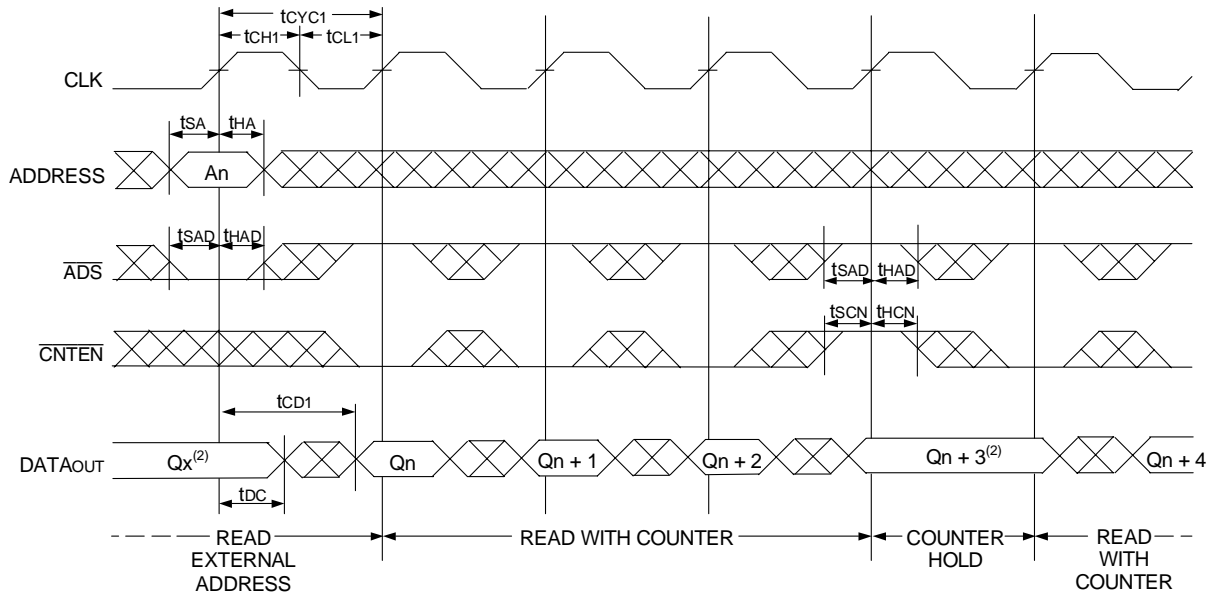 tCYC1
tCH1 tCL1
CLK
tSA tHA
ADDRESS An
tSAD tHAD
ADS tSAD tHAD
tSCN tHCN
CNTEN
tCD1
DATAOUT Qx(2) Qn Qn + 1 Qn + 2 Qn + 3(2) Qn + 4
tDC
READ EXTERNAL ADDRESS
READ WITH COUNTER
COUNTER HOLD
READ WITH COUNTER